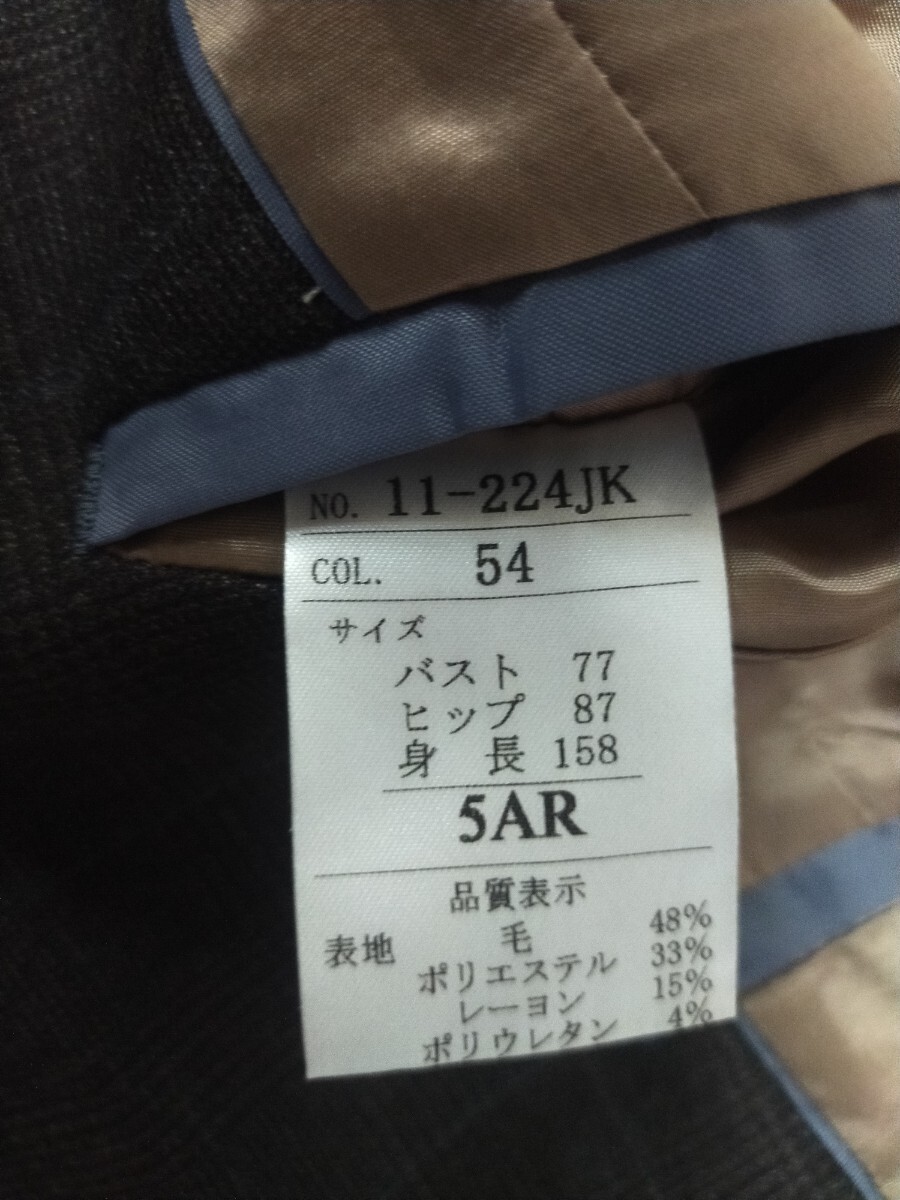 NO. 11-224JK
COL. 54
サイズ
バスト 77
ヒップ 87
身 長 158
5AR
品質表示
表地 毛 48%
ポリエステル 33%
レーヨン 15%
ポリウレタン 4%